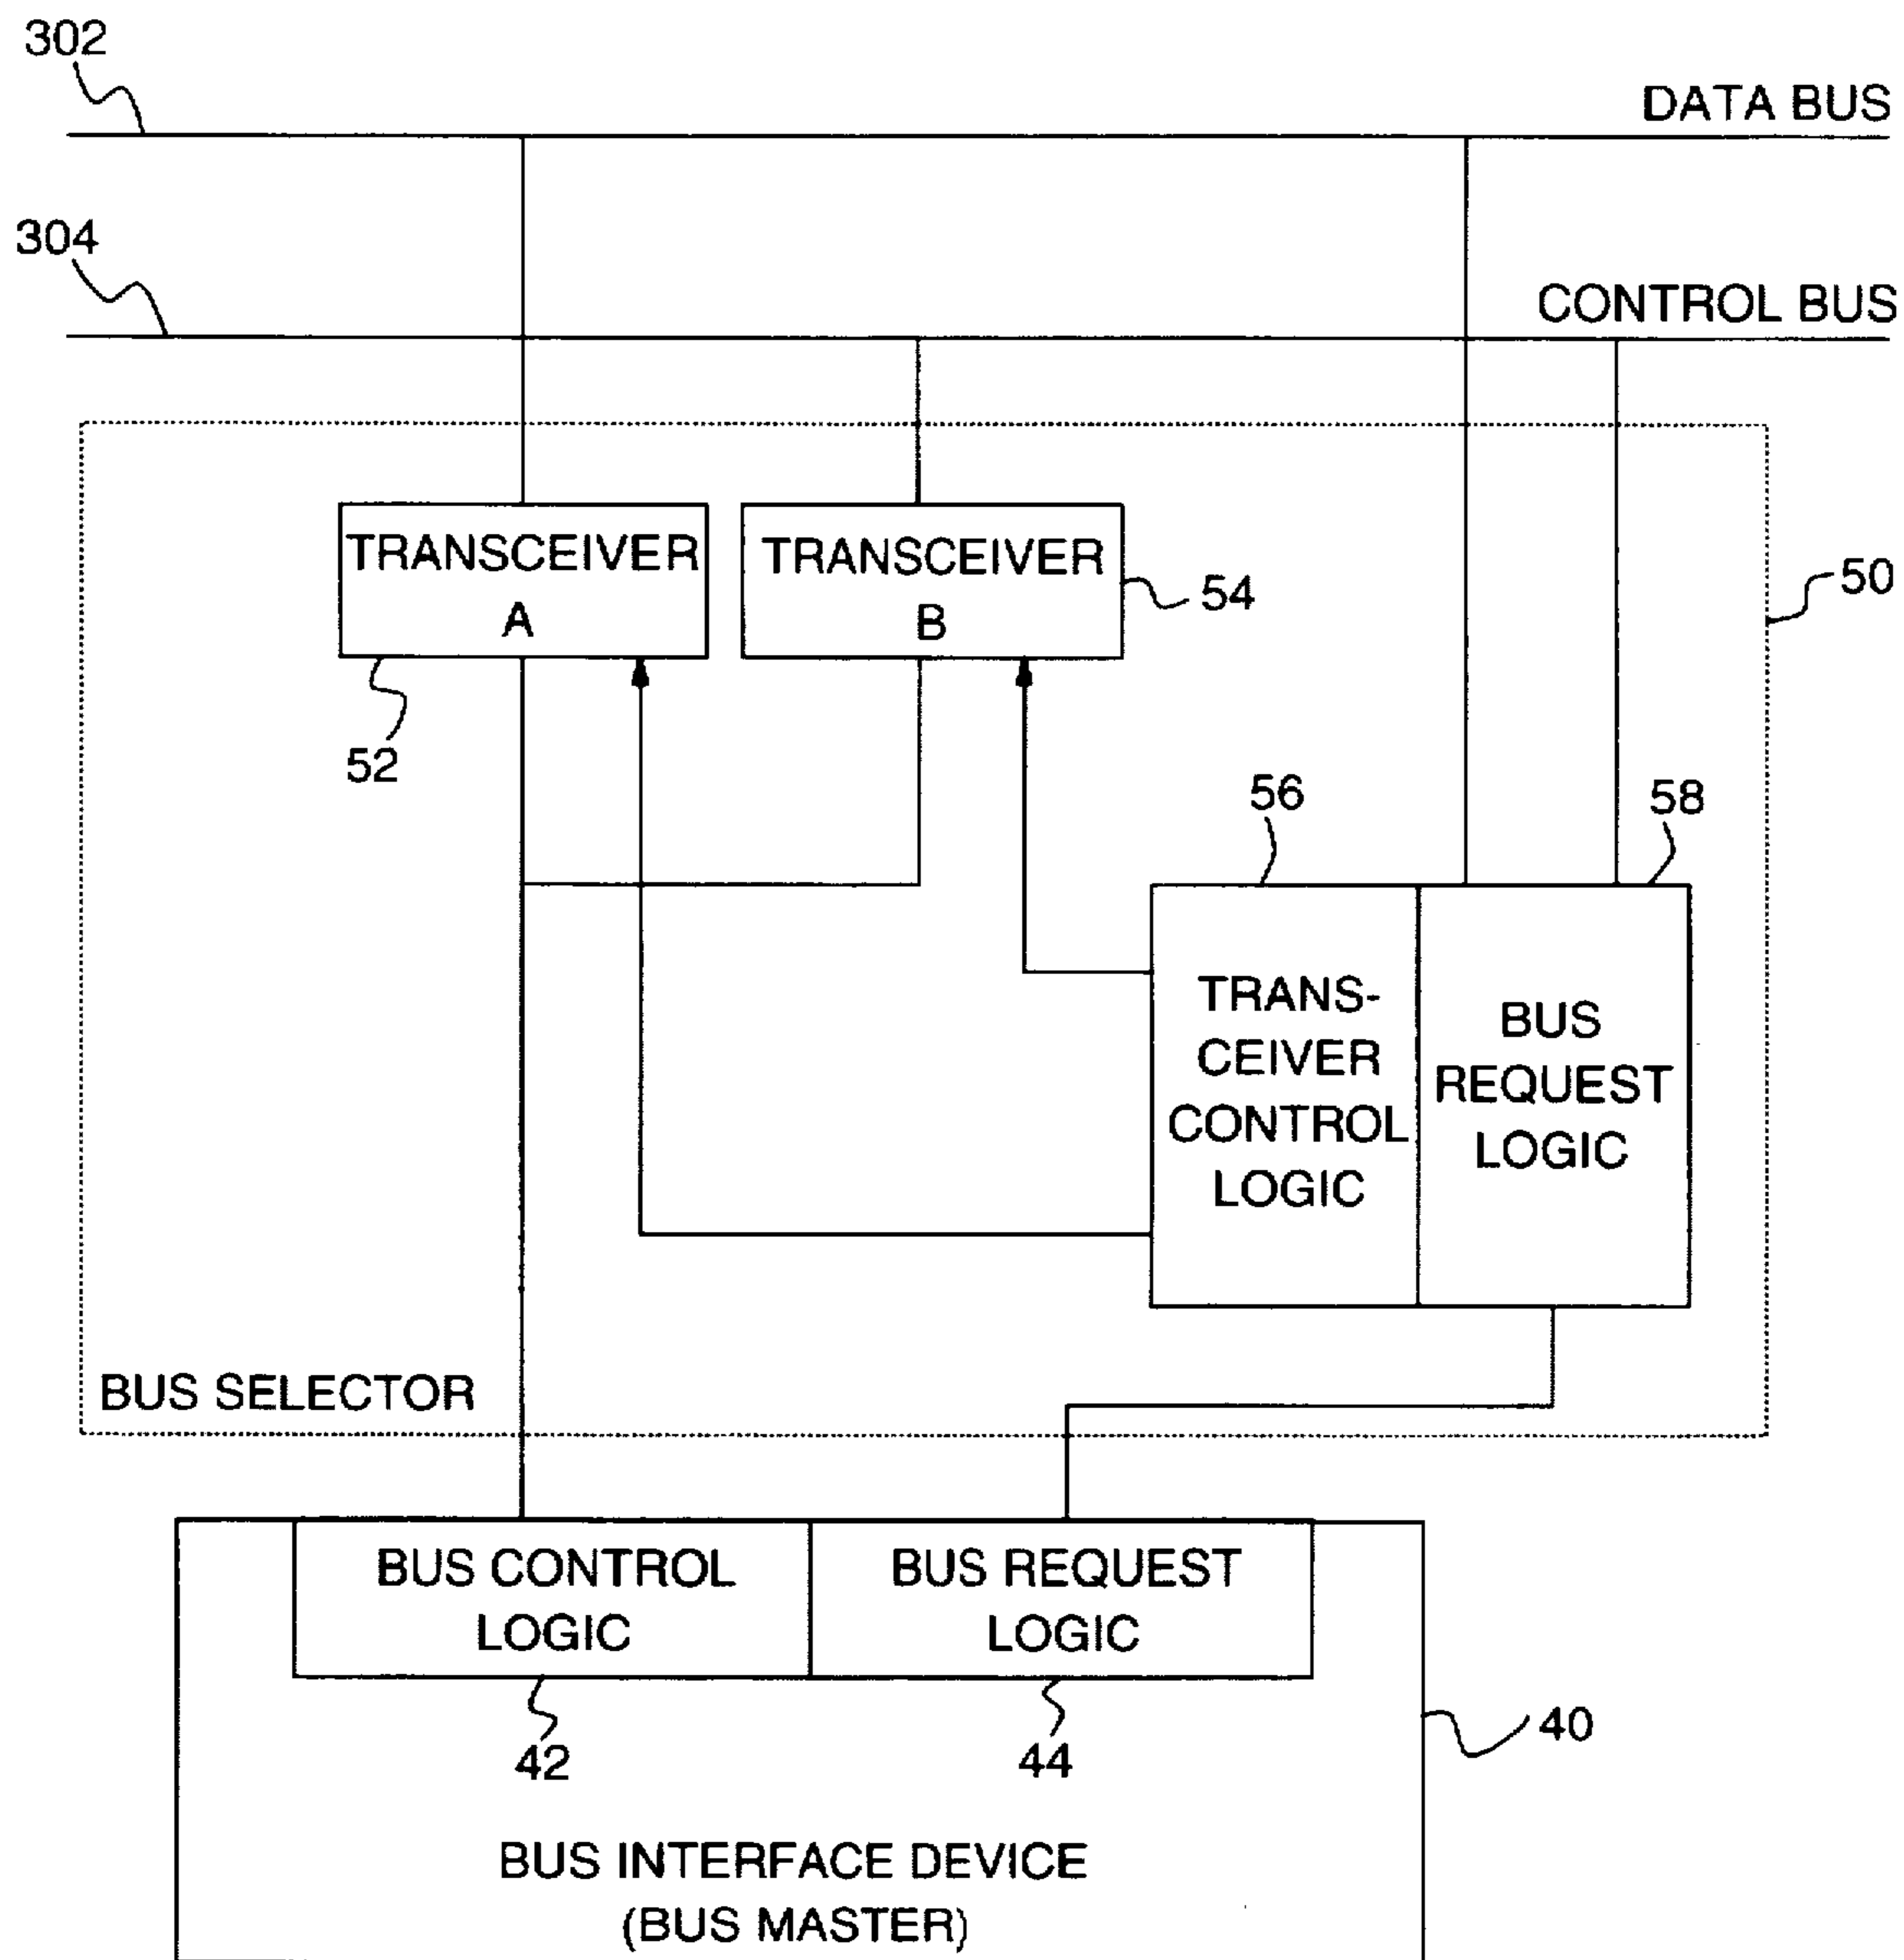 302
DATA BUS
304
CONTROL BUS
50
TRANSCEIVER
A
TRANSCEIVER
B
54
52
56
58
TRANS-
CEIVER
CONTROL
LOGIC
BUS
REQUEST
LOGIC
BUS SELECTOR
BUS CONTROL
LOGIC
BUS REQUEST
LOGIC
42
44
40
BUS INTERFACE DEVICE
(BUS MASTER)